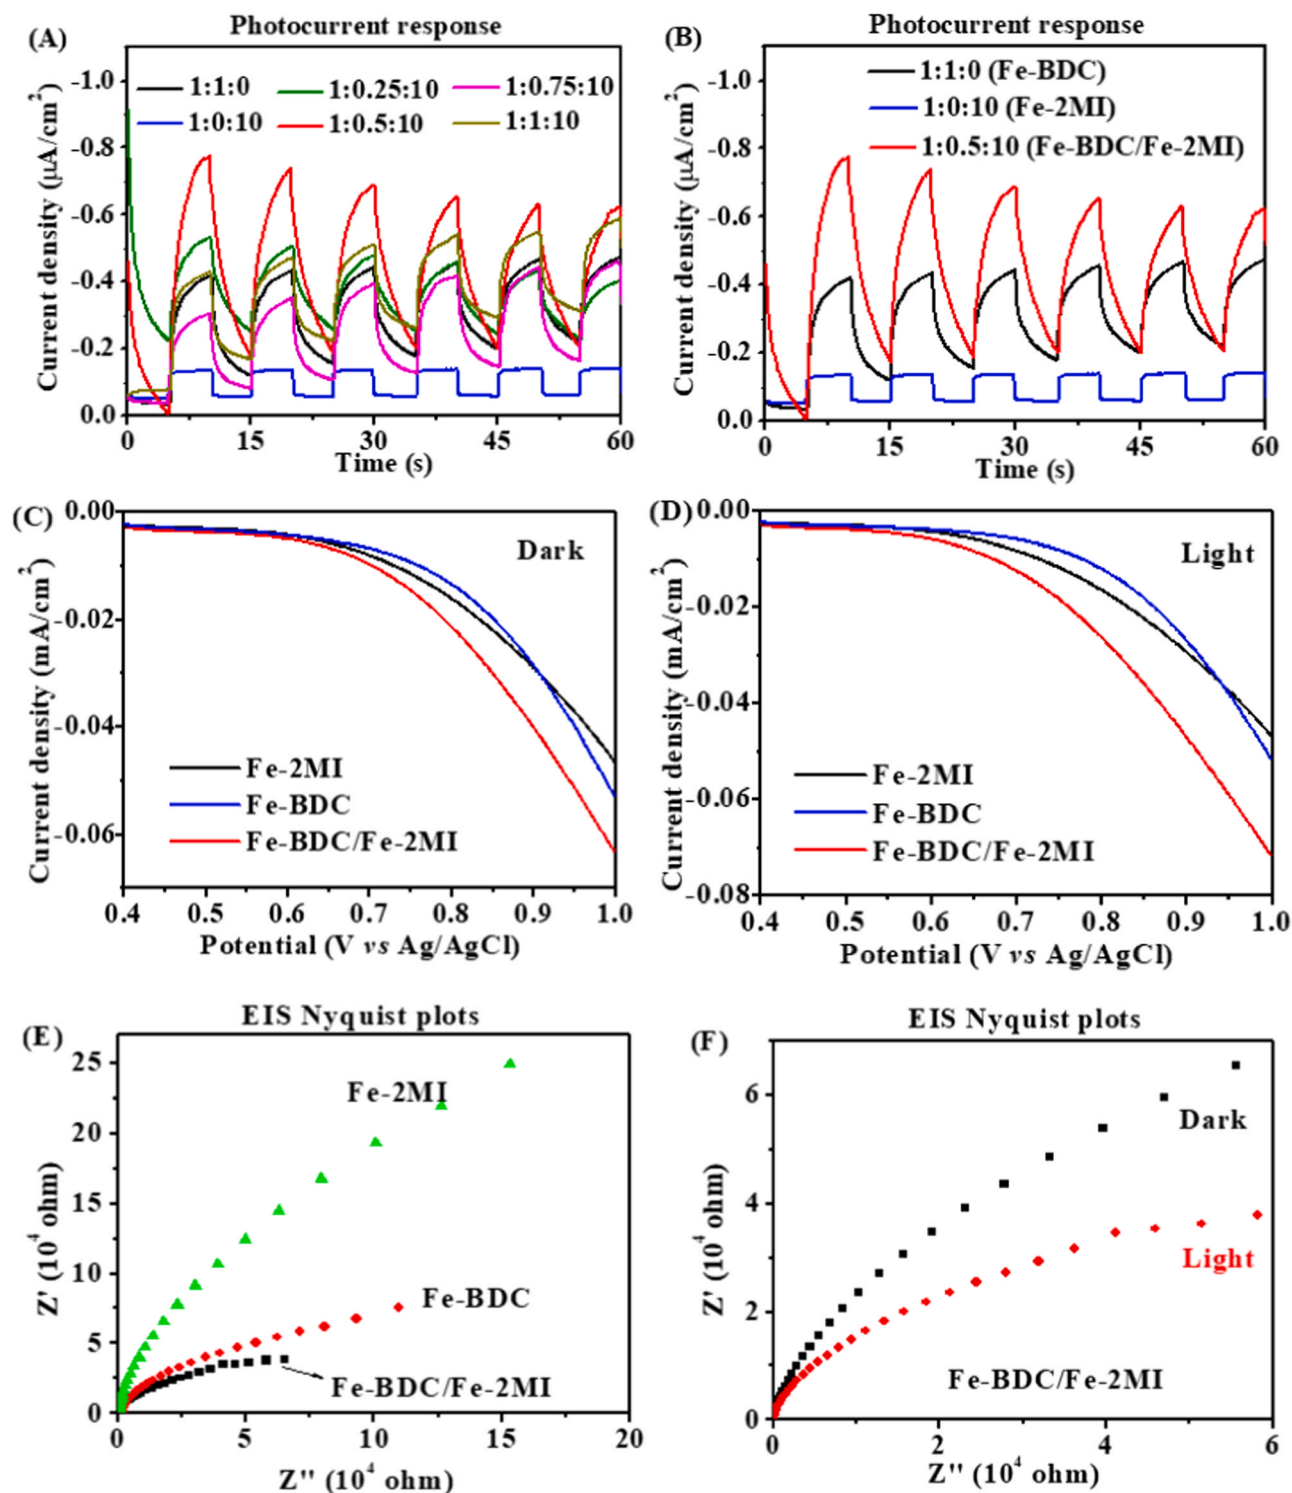 (A)
Photocurrent response
1:1:0
1:0.25:10
1:0.75:10
1:0:10
1:0.5:10
1:1:10
Current density (μA/cm²)
-1.0
-0.8
-0.6
-0.4
-0.2
0.0
0 15 30 45 60
Time (s)
(B)
Photocurrent response
1:1:0 (Fe-BDC)
1:0:10 (Fe-2MI)
1:0.5:10 (Fe-BDC/Fe-2MI)
Current density (μA/cm²)
-1.0
-0.8
-0.6
-0.4
-0.2
0.0
0 15 30 45 60
Time (s)
(C)
Dark
Fe-2MI
Fe-BDC
Fe-BDC/Fe-2MI
Current density (mA/cm²)
0.00
-0.02
-0.04
-0.06
0.4 0.5 0.6 0.7 0.8 0.9 1.0
Potential (V vs Ag/AgCl)
(D)
Light
Fe-2MI
Fe-BDC
Fe-BDC/Fe-2MI
Current density (mA/cm²)
0.00
-0.02
-0.04
-0.06
-0.08
0.4 0.5 0.6 0.7 0.8 0.9 1.0
Potential (V vs Ag/AgCl)
(E)
EIS Nyquist plots
Fe-2MI
Fe-BDC
Fe-BDC/Fe-2MI
Z' (10⁴ ohm)
25
20
15
10
5
0
0 5 10 15 20
Z'' (10⁴ ohm)
(F)
EIS Nyquist plots
Dark
Light
Fe-BDC/Fe-2MI
Z' (10⁴ ohm)
6
4
2
0
0 2 4 6
Z'' (10⁴ ohm)